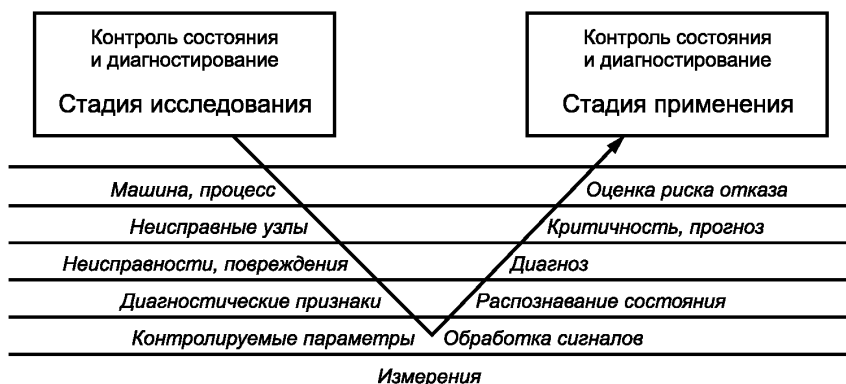 Контроль состояния
и диагностирование
Стадия исследования
Контроль состояния
и диагностирование
Стадия применения
Машина, процесс
Оценка риска отказа
Неисправные узлы
Критичность, прогноз
Неисправности, повреждения
Диагноз
Диагностические признаки
Распознавание состояния
Контролируемые параметры
Обработка сигналов
Измерения